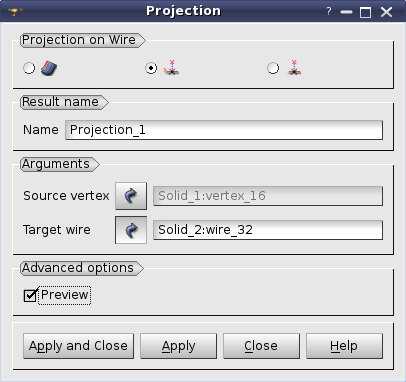 Projection
Projection on Wire
Result name
Name Projection_1
Arguments
Source vertex Solid_1:vertex_16
Target wire Solid_2:wire_32
Advanced options
Preview
Apply and Close Apply Close Help